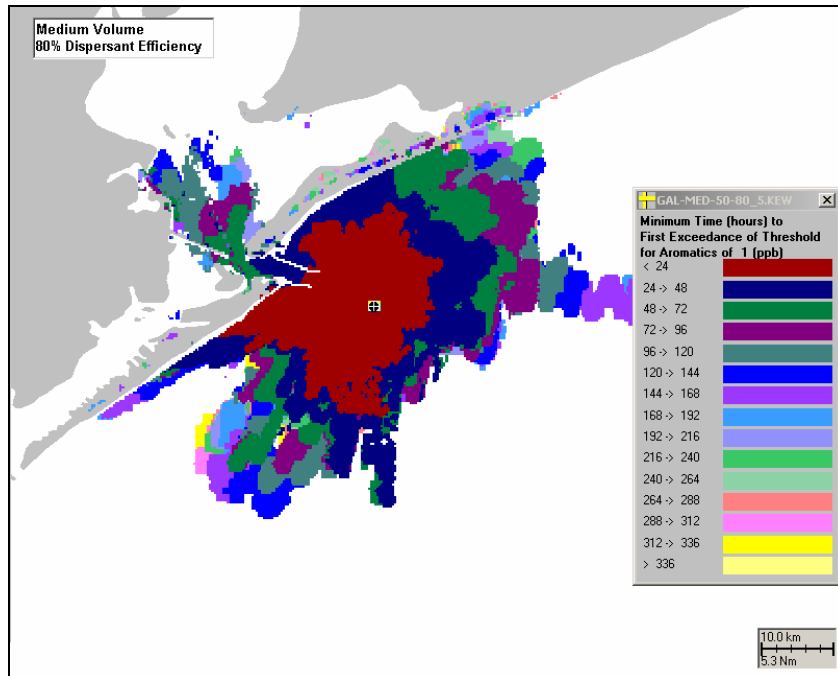 Medium Volume
80% Dispersant Efficiency
GAL-MED-50-80_5.KEW
Minimum Time (hours) to
First Exceedance of Threshold
for Aromatics of 1 (ppb)
< 24
24 -> 48
48 -> 72
72 -> 96
96 -> 120
120 -> 144
144 -> 168
168 -> 192
192 -> 216
216 -> 240
240 -> 264
264 -> 288
288 -> 312
312 -> 336
> 336
10.0 km
5.3 Nm